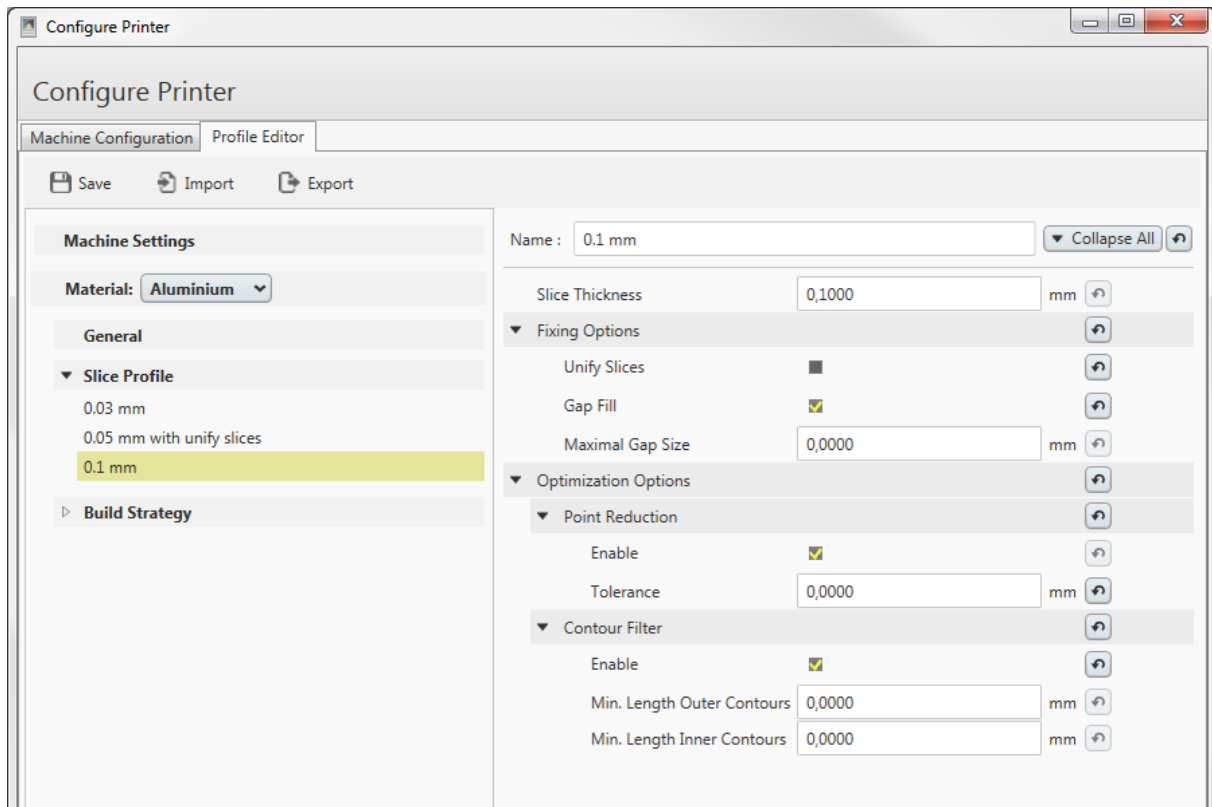 Configure Printer
Configure Printer
Machine Configuration Profile Editor
Save Import Export
Machine Settings
Material: Aluminium
General
Slice Profile
0.03 mm
0.05 mm with unify slices
0.1 mm
Build Strategy
Name : 0.1 mm Collapse All
Slice Thickness 0,1000 mm
Fixing Options
Unify Slices
Gap Fill
Maximal Gap Size 0,0000 mm
Optimization Options
Point Reduction
Enable
Tolerance 0,0000 mm
Contour Filter
Enable
Min. Length Outer Contours 0,0000 mm
Min. Length Inner Contours 0,0000 mm